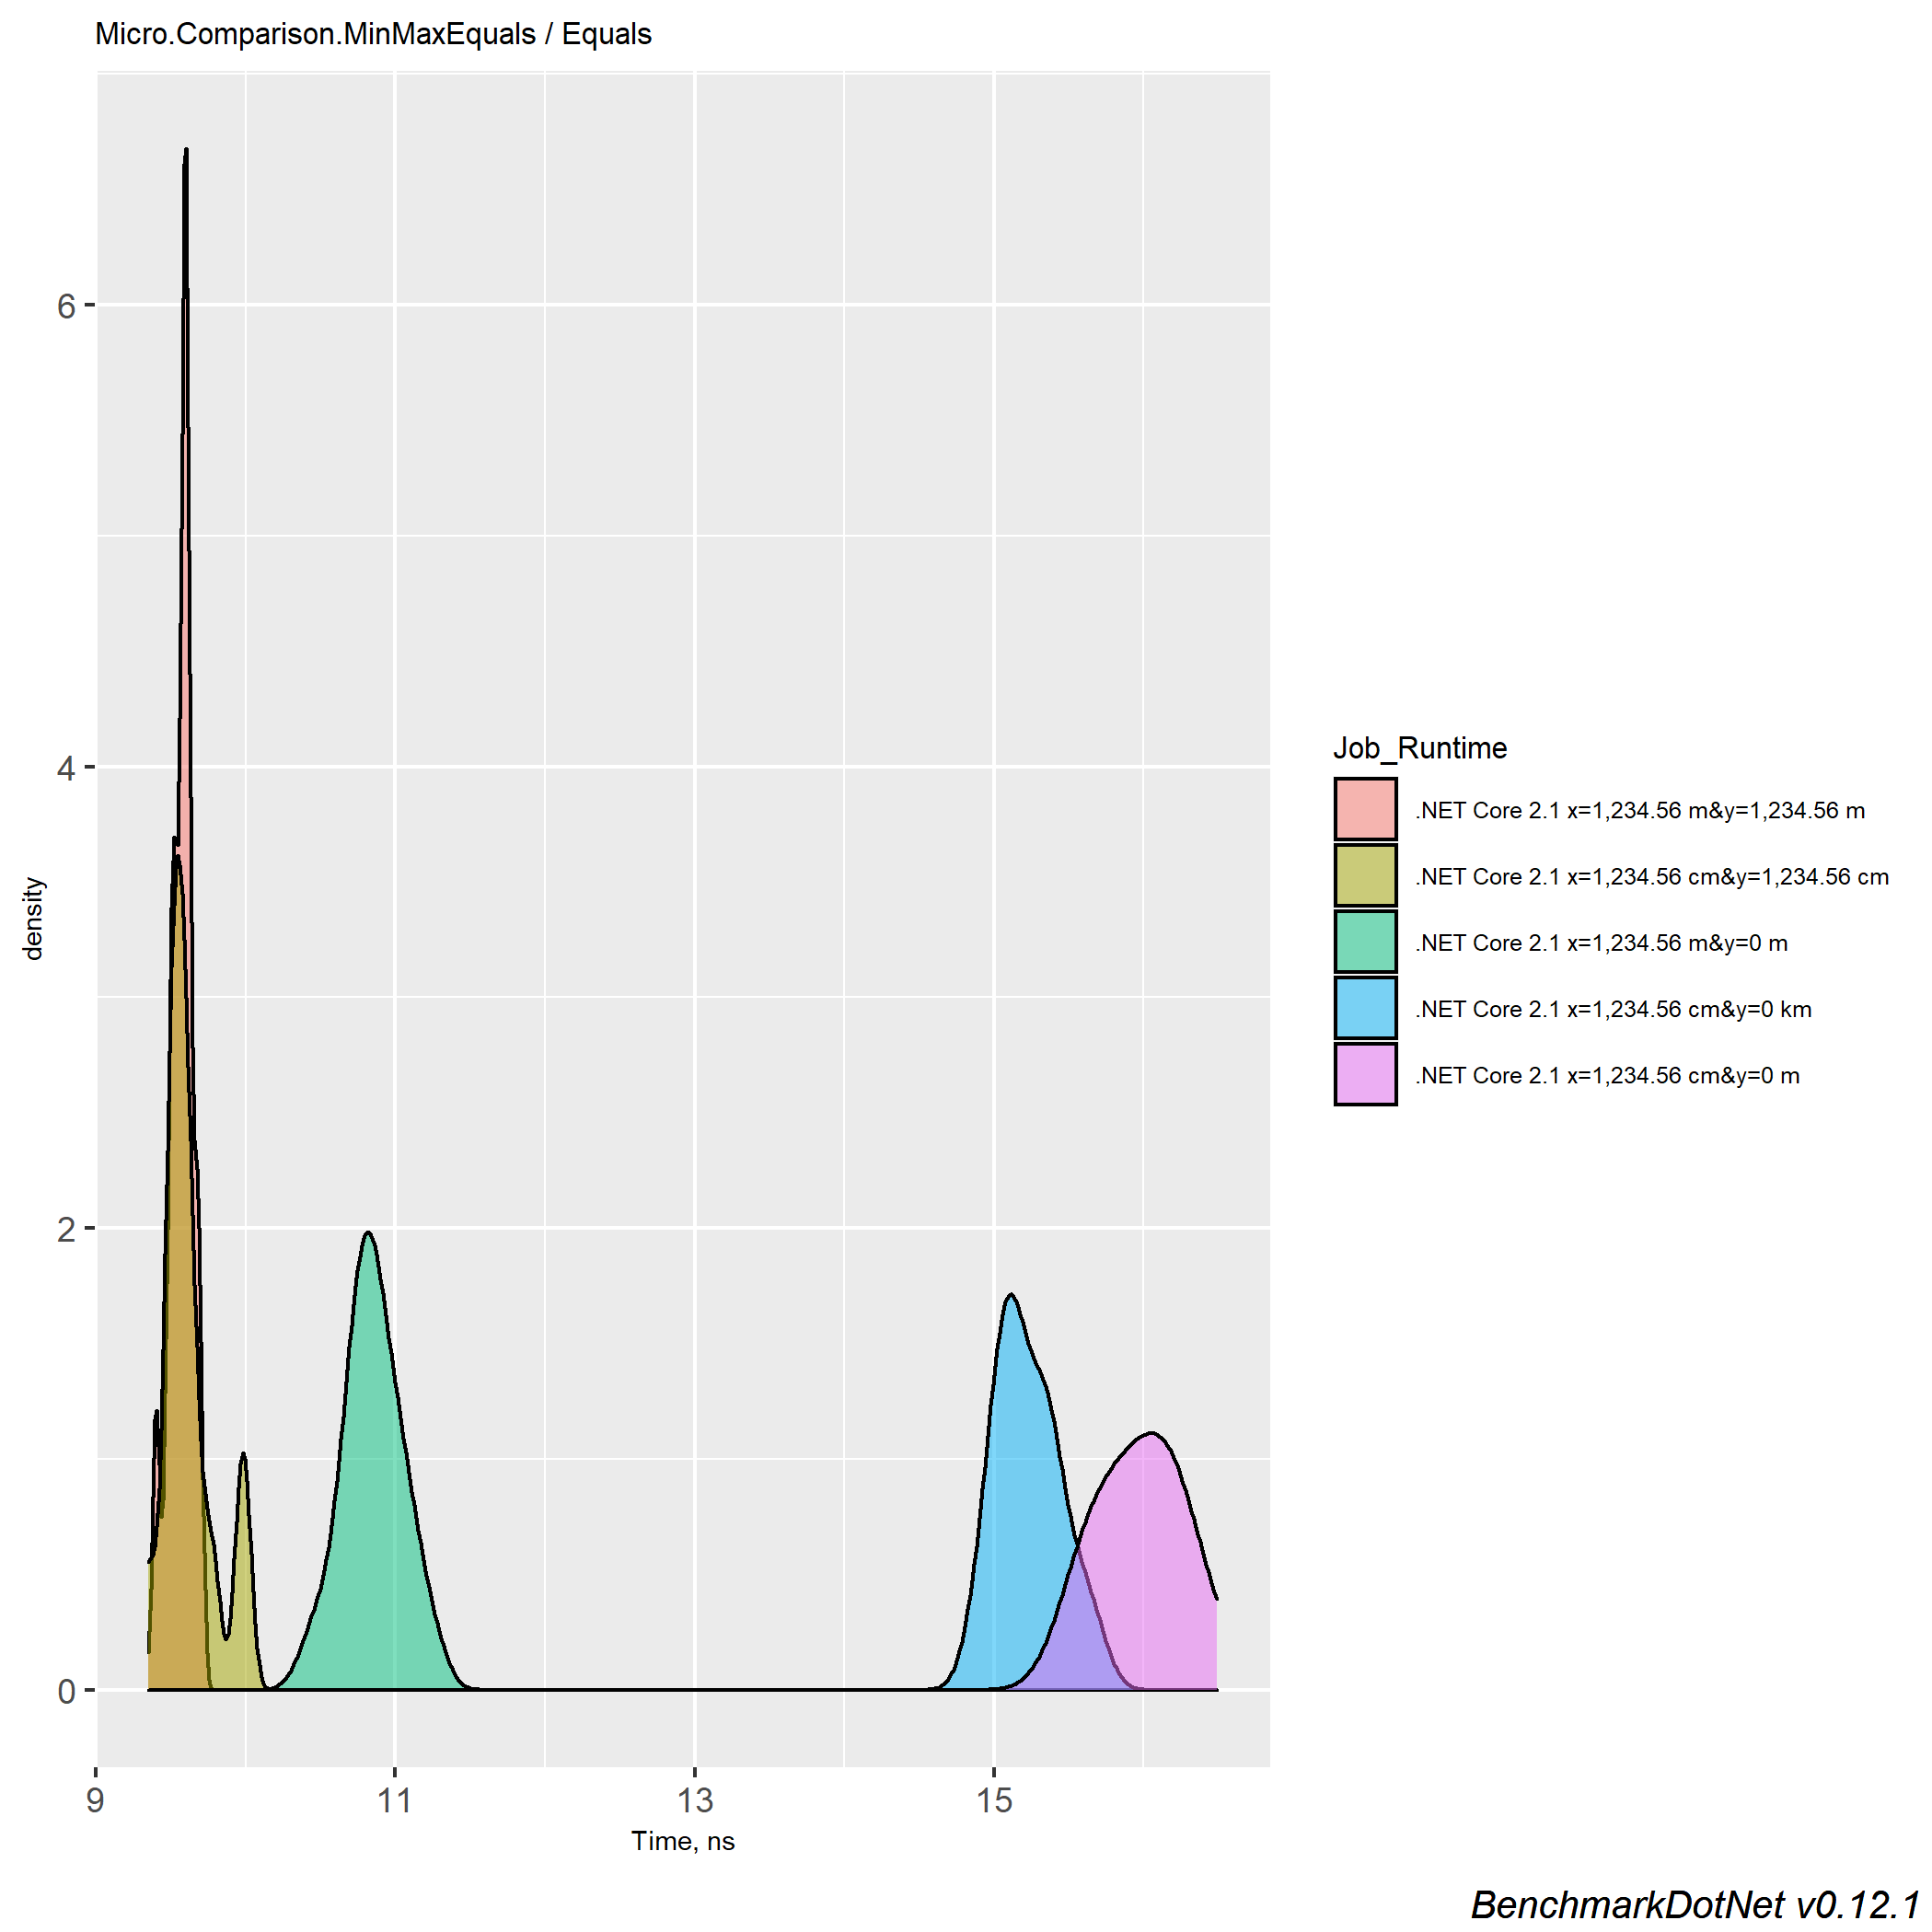 Micro.Comparison.MinMaxEquals / Equals
6
4
2
0
density
9 11 13 15
Time, ns
Job_Runtime
.NET Core 2.1 x=1,234.56 m&y=1,234.56 m
.NET Core 2.1 x=1,234.56 cm&y=1,234.56 cm
.NET Core 2.1 x=1,234.56 m&y=0 m
.NET Core 2.1 x=1,234.56 cm&y=0 km
.NET Core 2.1 x=1,234.56 cm&y=0 m
BenchmarkDotNet v0.12.1